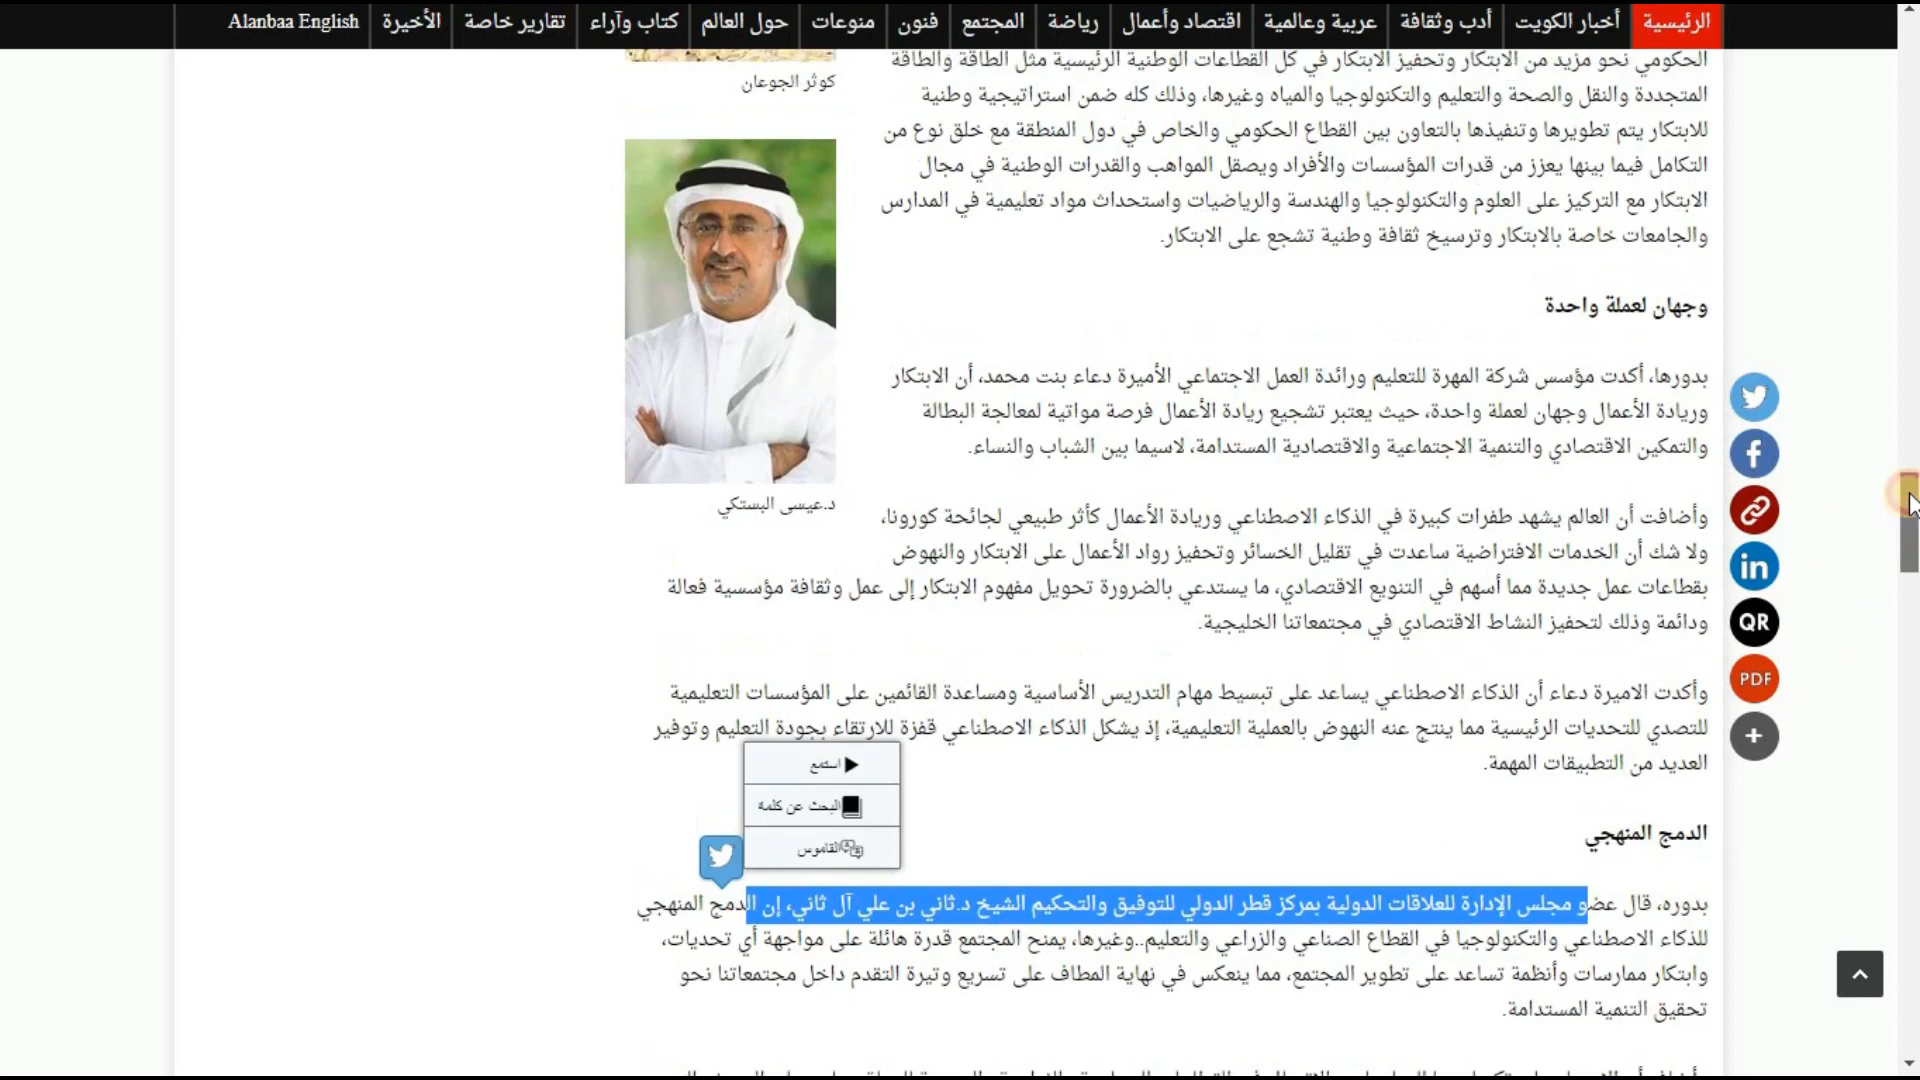 الرئيسية
أخبار الكويت
أدب وثقافة
عربية وعالمية
اقتصاد وأعمال
رياضة
المجتمع
فنون
منوعات
حول العالم
كتاب وآراء
تقارير خاصة
الأخيرة
Alanbaa English
الحكومي نحو مزيد من الابتكار وتحفيز الابتكار في كل القطاعات الوطنية الرئيسية مثل الطاقة والطاقة
المتجددة والنقل والصحة والتعليم والتكنولوجيا والمياه وغيرها، وذلك كله ضمن استراتيجية وطنية
للابتكار يتم تطويرها وتنفيذها بالتعاون بين القطاع الحكومي والخاص في دول المنطقة مع خلق نوع من
التكامل فيما بينها يعزز من قدرات المؤسسات والأفراد ويصقل المواهب والقدرات الوطنية في مجال
الابتكار مع التركيز على العلوم والتكنولوجيا والهندسة والرياضيات واستحداث مواد تعليمية في المدارس
والجامعات خاصة بالابتكار وترسيخ ثقافة وطنية تشجع على الابتكار.
كوثر الجوعان
د.عيسى البستكي
وجهان لعملة واحدة
بدورها، أكدت مؤسس شركة المهرة للتعليم ورائدة العمل الاجتماعي الأميرة دعاء بنت محمد، أن الابتكار
وريادة الأعمال وجهان لعملة واحدة، حيث يعتبر تشجيع ريادة الأعمال فرصة مواتية لمعالجة البطالة
والتمكين الاقتصادي والتنمية الاجتماعية والاقتصادية المستدامة، لاسيما بين الشباب والنساء.
وأضافت أن العالم يشهد طفرات كبيرة في الذكاء الاصطناعي وريادة الأعمال كأثر طبيعي لجائحة كورونا،
ولا شك أن الخدمات الافتراضية ساعدت في تقليل الخسائر وتحفيز رواد الأعمال على الابتكار والنهوض
بقطاعات عمل جديدة مما أسهم في التنويع الاقتصادي، ما يستدعي بالضرورة تحويل مفهوم الابتكار إلى عمل وثقافة مؤسسية فعالة
ودائمة وذلك لتحفيز النشاط الاقتصادي في مجتمعاتنا الخليجية.
وأكدت الاميرة دعاء أن الذكاء الاصطناعي يساعد على تبسيط مهام التدريس الأساسية ومساعدة القائمين على المؤسسات التعليمية
للتصدي للتحديات الرئيسية مما ينتج عنه النهوض بالعملية التعليمية، إذ يشكل الذكاء الاصطناعي قفزة للارتقاء بجودة التعليم وتوفير
العديد من التطبيقات المهمة.
استمع
البحث عن كلمة
القاموس
الدمج المنهجي
بدوره، قال عضو مجلس الإدارة للعلاقات الدولية بمركز قطر الدولي للتوفيق والتحكيم الشيخ د.ثاني بن علي آل ثاني، إن الدمج المنهجي
للذكاء الاصطناعي والتكنولوجيا في القطاع الصناعي والزراعي والتعليم..وغيرها، يمنح المجتمع قدرة هائلة على مواجهة أي تحديات،
وابتكار ممارسات وأنظمة تساعد على تطوير المجتمع، مما ينعكس في نهاية المطاف على تسريع وتيرة التقدم داخل مجتمعاتنا نحو
تحقيق التنمية المستدامة.
QR
PDF